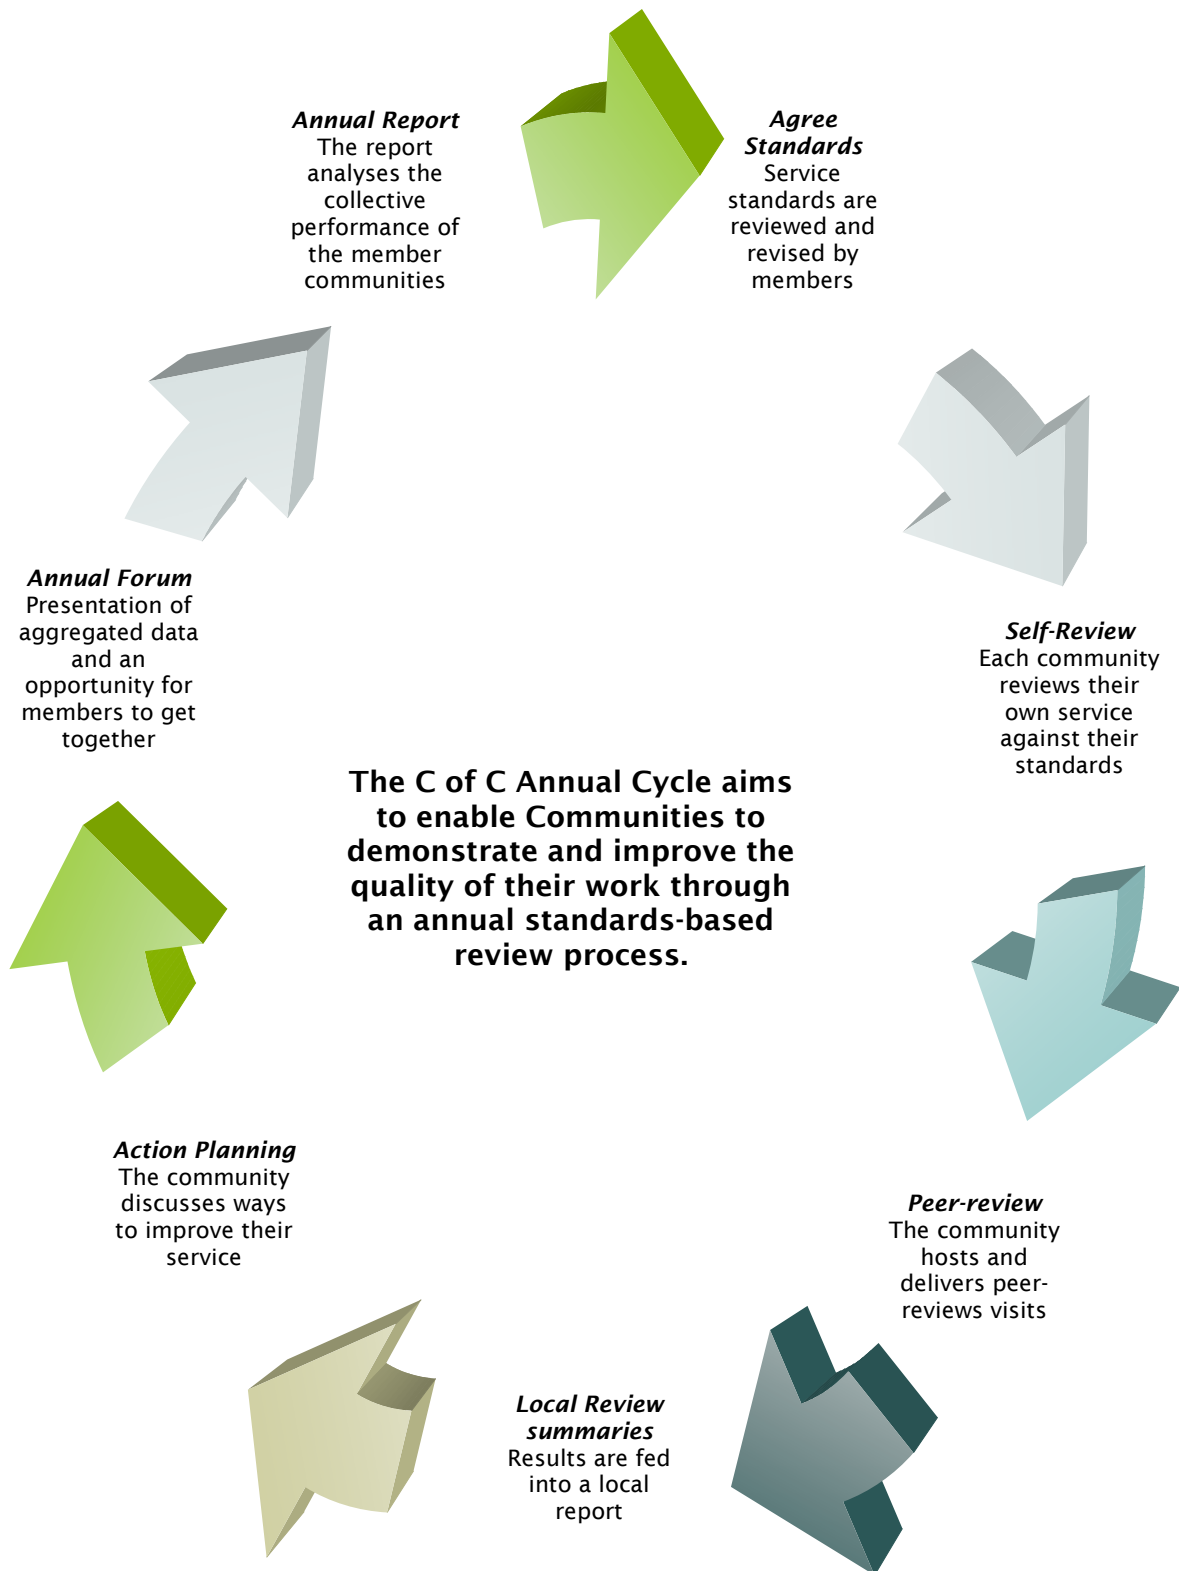 Annual Report
The report
analyses the
collective
performance of
the member
communities
Agree
Standards
Service
standards are
reviewed and
revised by
members
Annual Forum
Presentation of
aggregated data
and an
opportunity for
members to get
together
Self-Review
Each community
reviews their
own service
against their
standards
The C of C Annual Cycle aims
to enable Communities to
demonstrate and improve the
quality of their work through
an annual standards-based
review process.
Action Planning
The community
discusses ways
to improve their
service
Peer-review
The community
hosts and
delivers peer-
reviews visits
Local Review
summaries
Results are fed
into a local
report